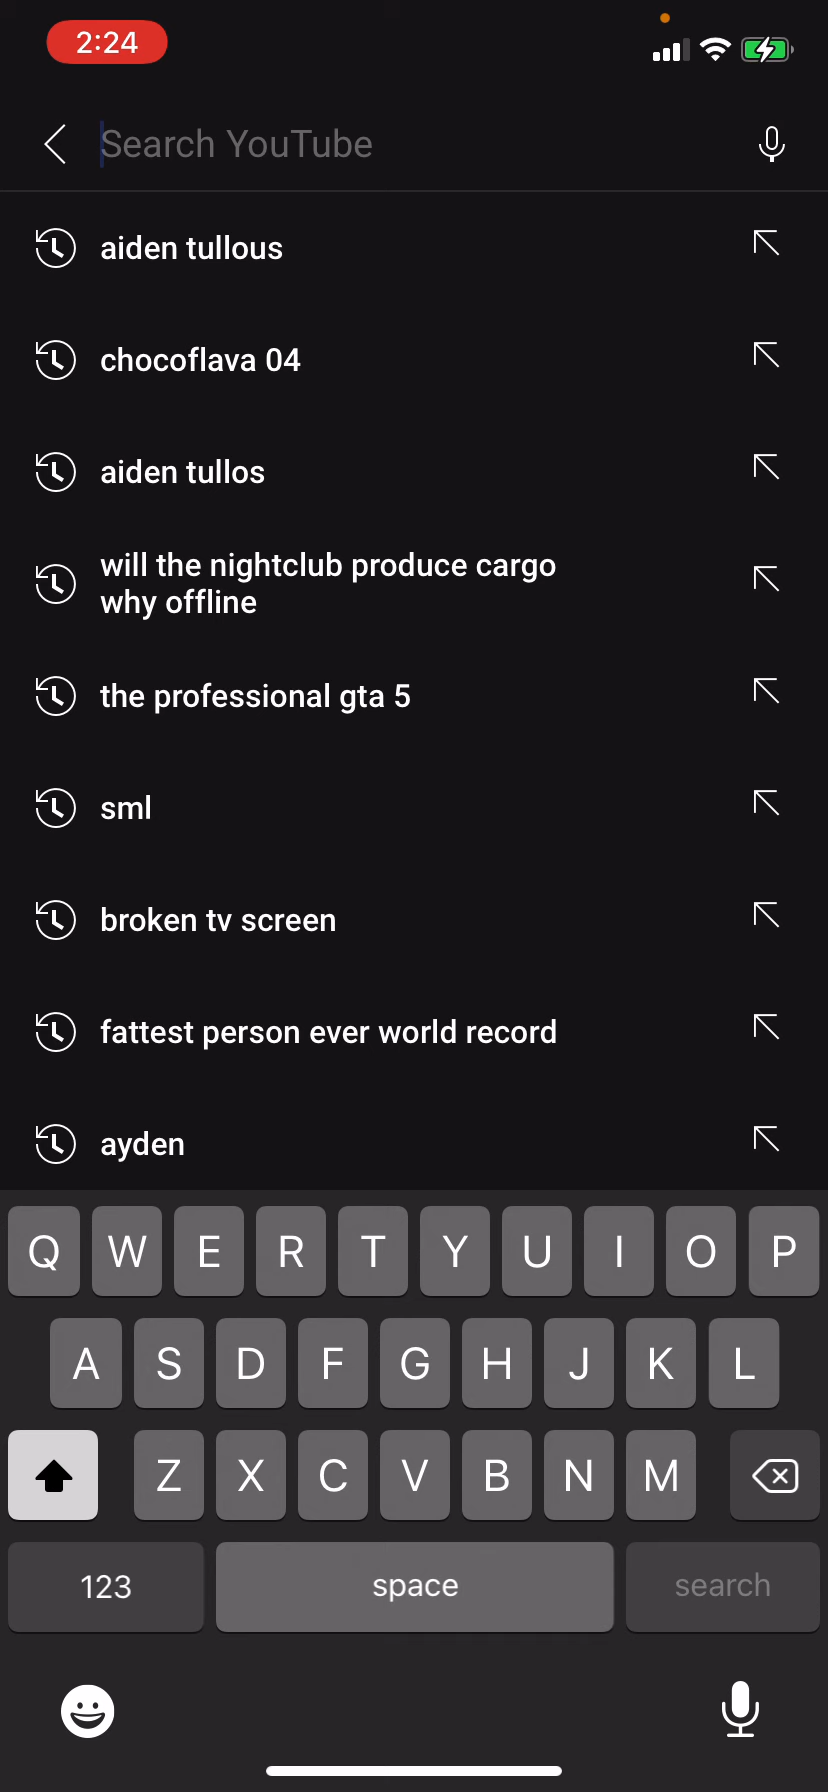 2:24
Search YouTube
aiden tullous
chocoflava 04
aiden tullos
will the nightclub produce cargo
why offline
the professional gta 5
sml
broken tv screen
fattest person ever world record
ayden
Q W E R T Y U I O P
A S D F G H J K L
Z X C V B N M
123 space search